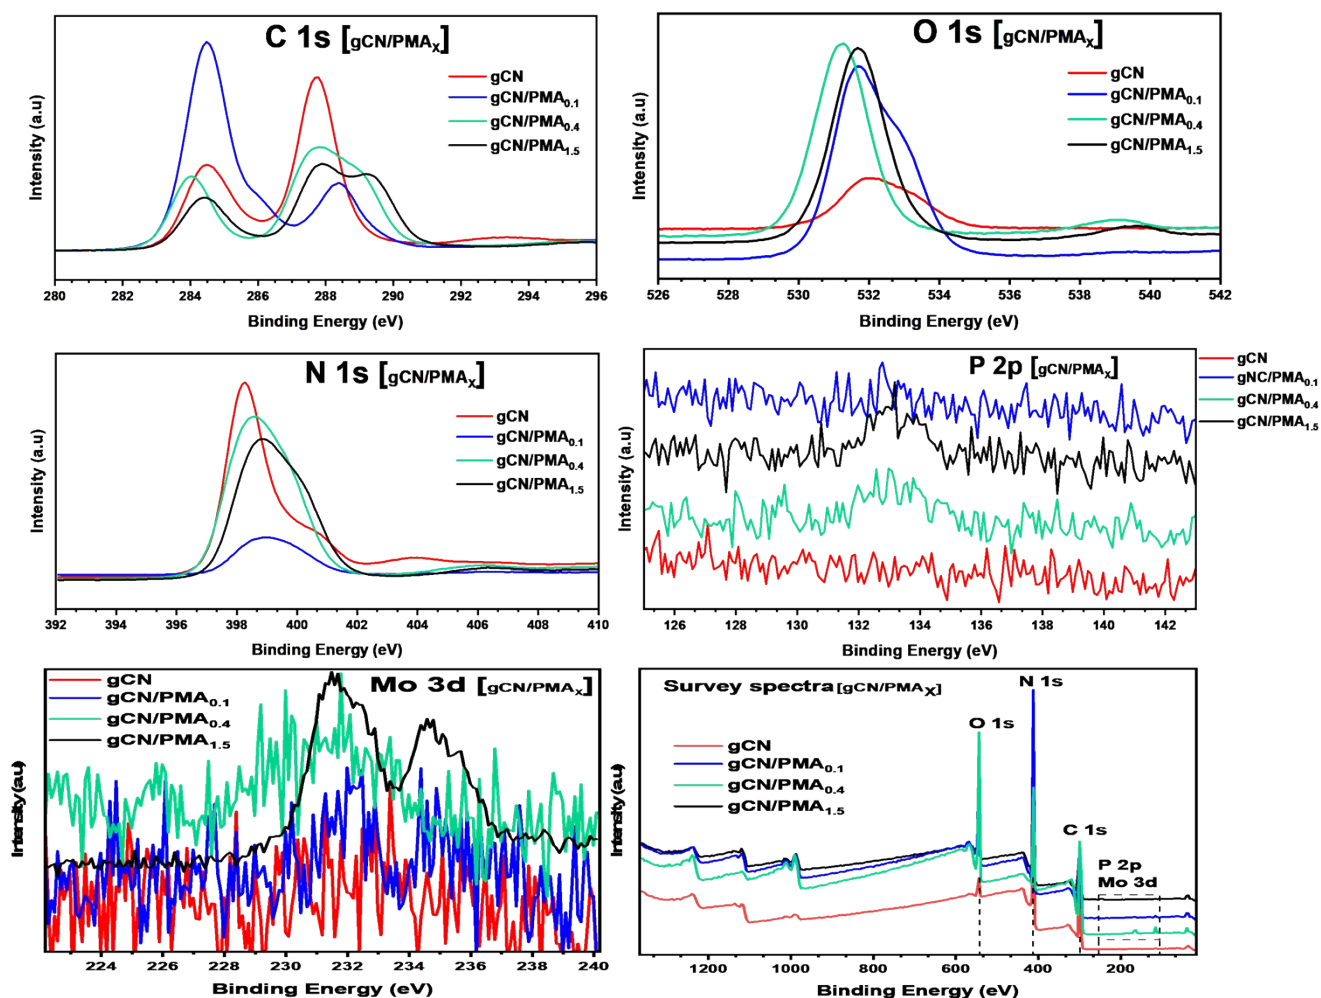 C 1s [gCN/PMAx]
gCN
gCN/PMA0.1
gCN/PMA0.4
gCN/PMA1.5
Intensity (a.u)
280 282 284 286 288 290 292 294 296
Binding Energy (eV)
O 1s [gCN/PMAx]
gCN
gCN/PMA0.1
gCN/PMA0.4
gCN/PMA1.5
Intensity (a.u)
526 528 530 532 534 536 538 540 542
Binding Energy (eV)
N 1s [gCN/PMAx]
gCN
gCN/PMA0.1
gCN/PMA0.4
gCN/PMA1.5
Intensity (a.u)
392 394 396 398 400 402 404 406 408 410
Binding Energy (eV)
P 2p [gCN/PMAx]
gCN
gNC/PMA0.1
gCN/PMA0.4
gCN/PMA1.5
Intensity (a.u)
126 128 130 132 134 136 138 140 142
Binding Energy (eV)
Mo 3d [gCN/PMAx]
gCN
gCN/PMA0.1
gCN/PMA0.4
gCN/PMA1.5
Intensity (au)
224 226 228 230 232 234 236 238 240
Binding Energy (eV)
Survey spectra [gCN/PMAX]
N 1s
O 1s
gCN
gCN/PMA0.1
gCN/PMA0.4
gCN/PMA1.5
C 1s
P 2p
Mo 3d
Intensity (au)
1200 1000 800 600 400 200
Binding Energy (eV)